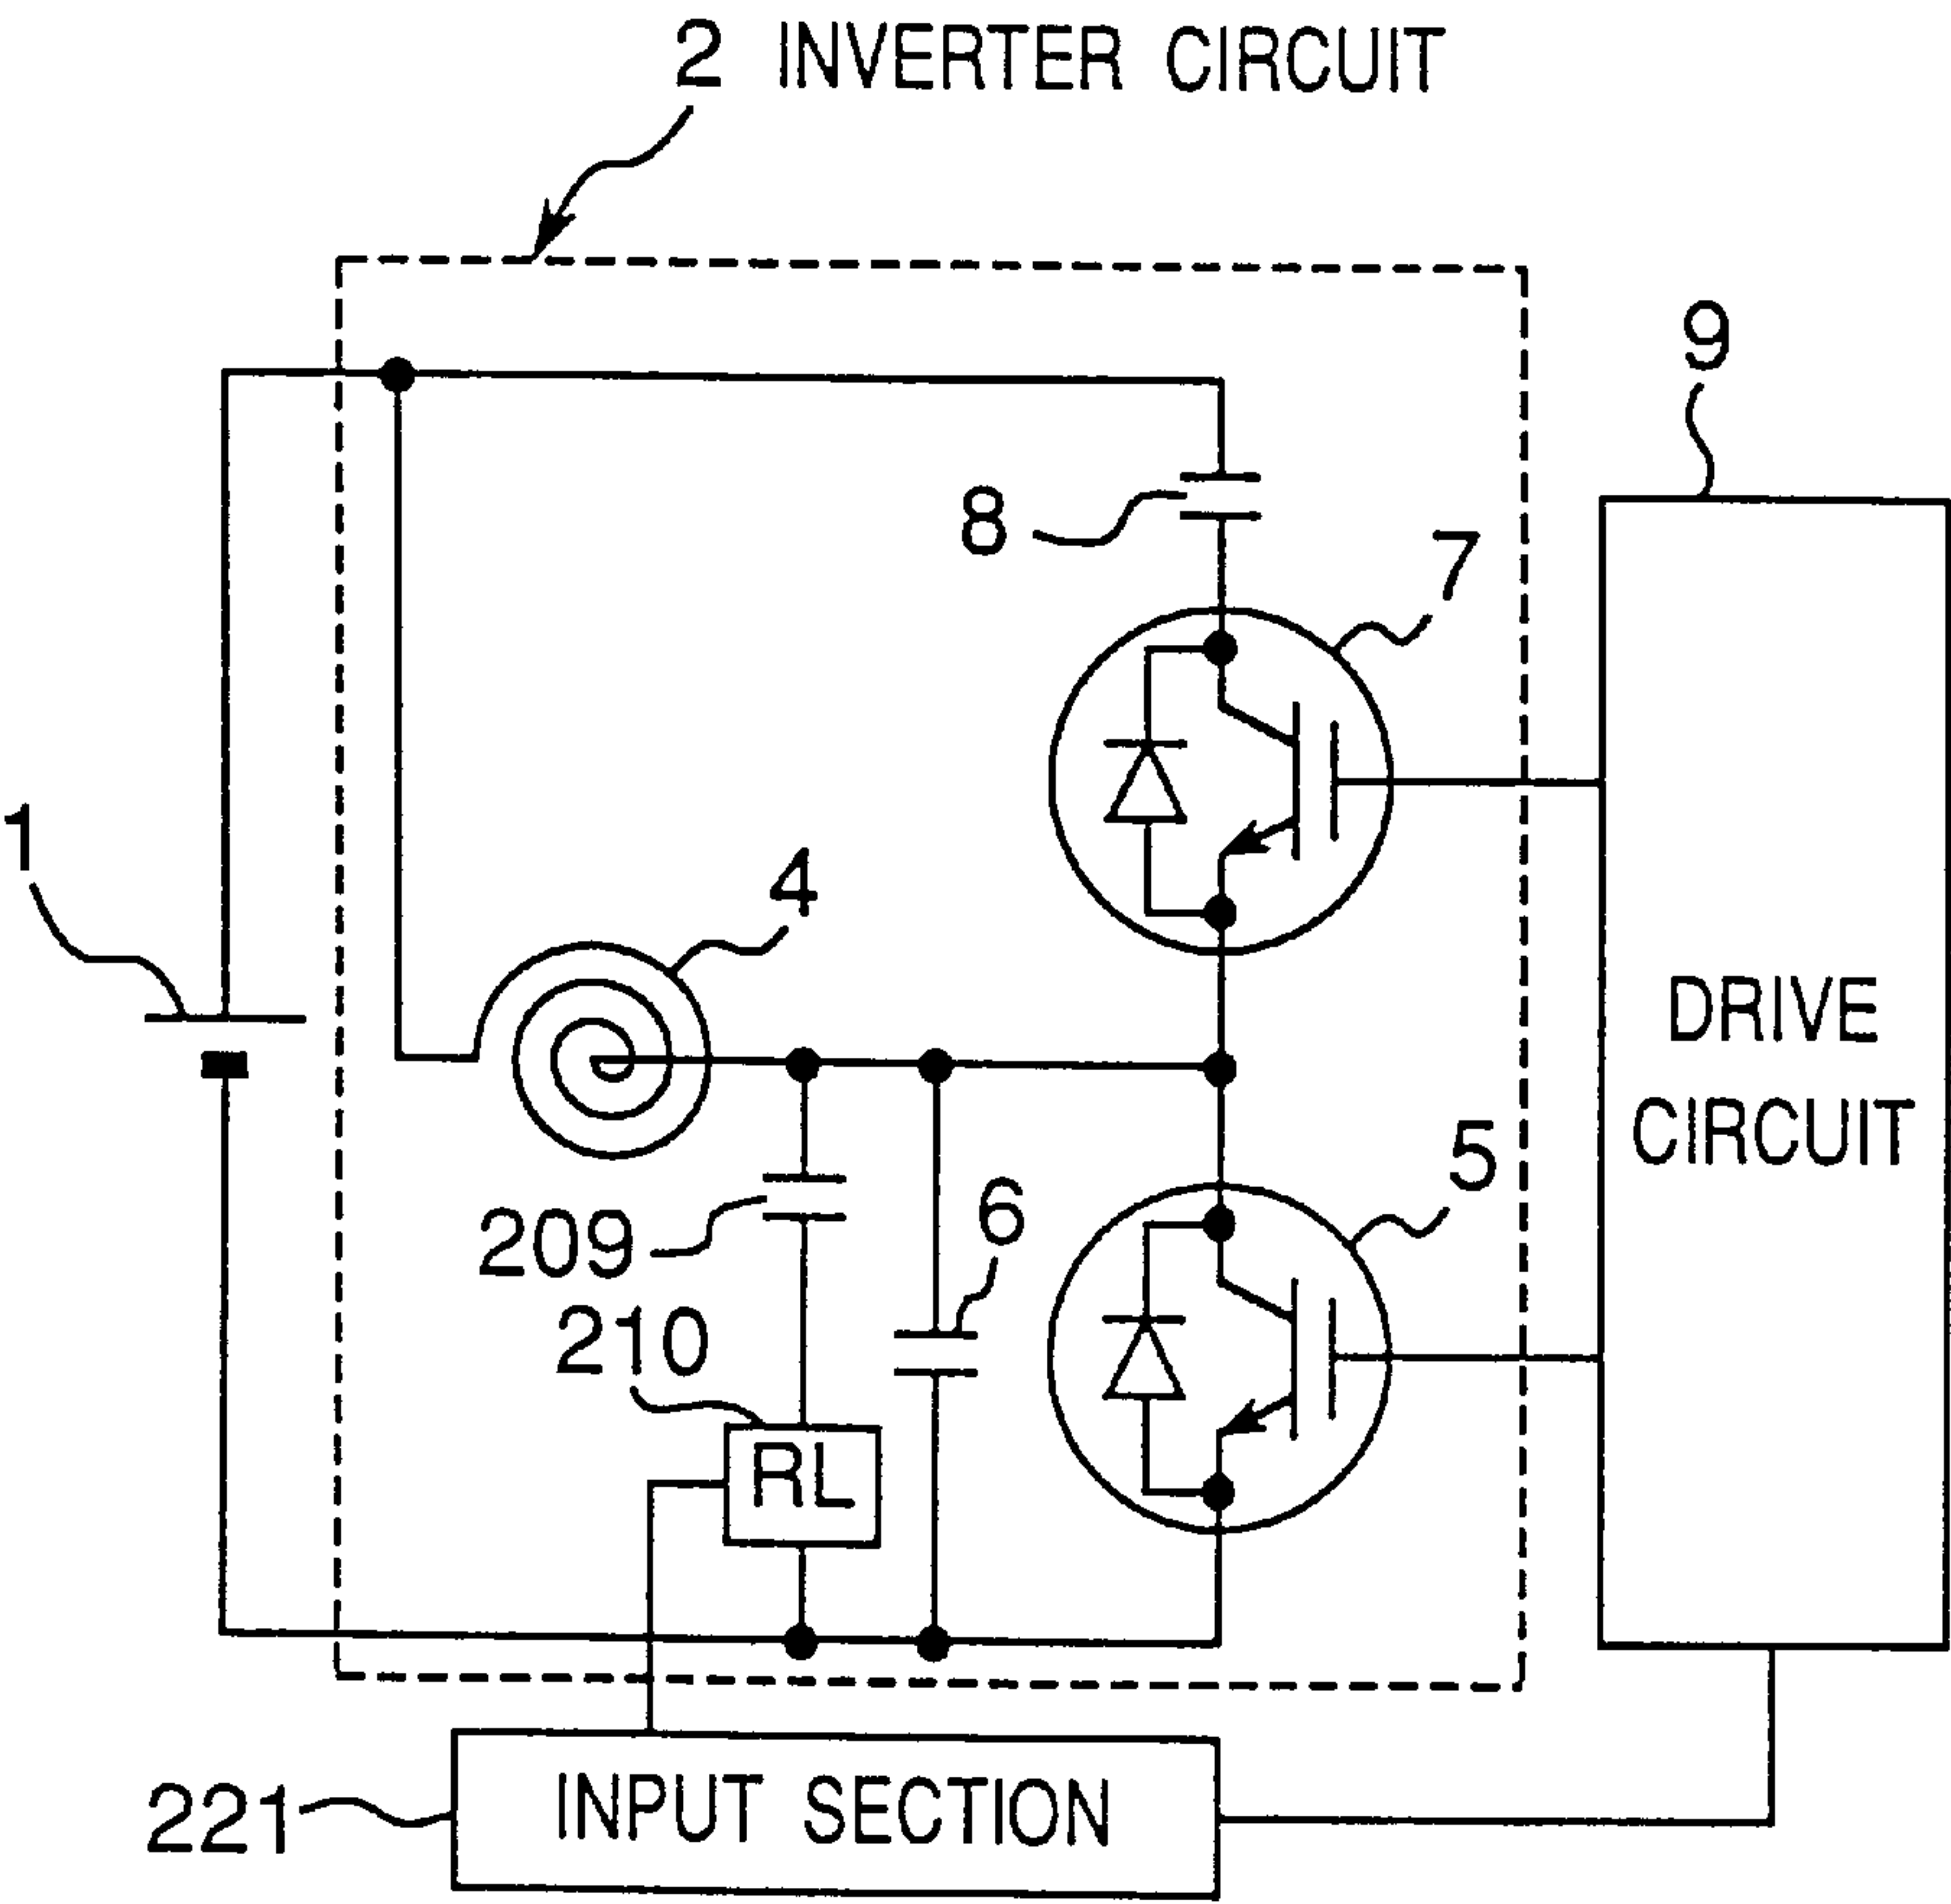 2 INVERTER CIRCUIT
9
8
7
1
4
DRIVE
CIRCUIT
5
6
209
210
RL
INPUT SECTION
221